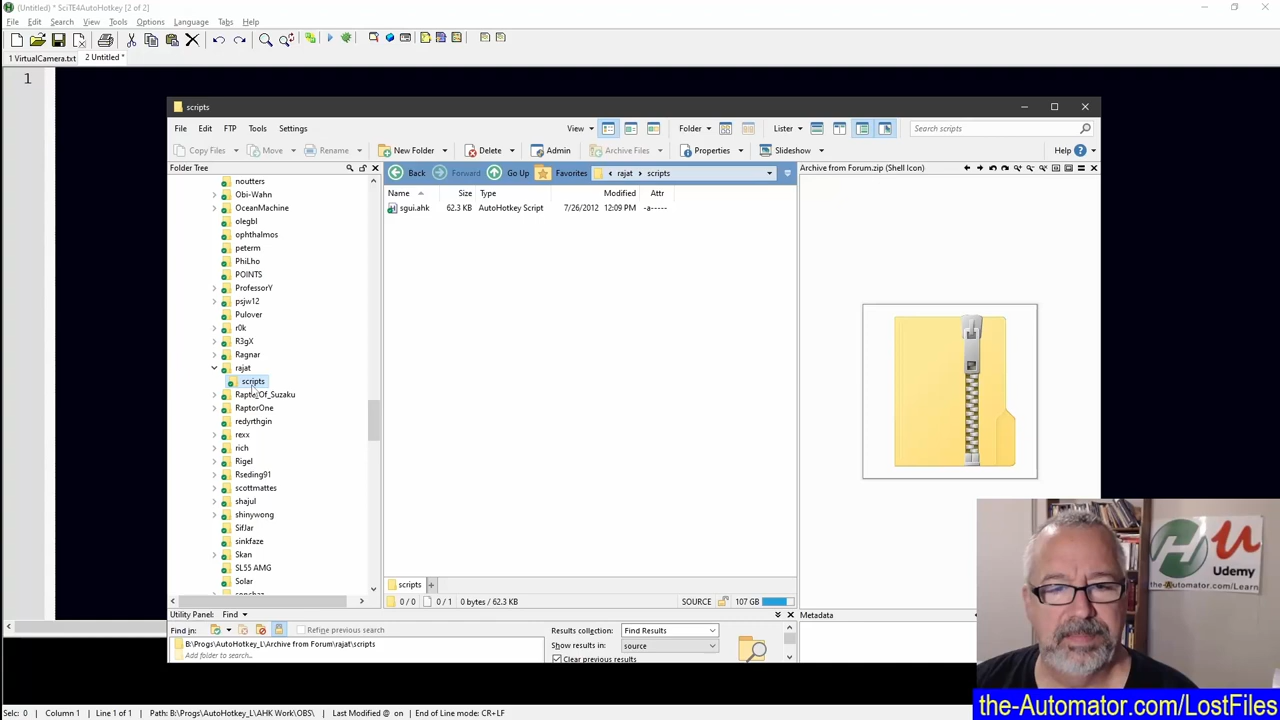 (Untitled) * SciTE4AutoHotkey [2 of 2]
File Edit Search View Tools Options Language Tabs Help
1 VirtualCamera.txt 2 Untitled *
1
scripts
File Edit FTP Tools Settings View Folder Lister Search scripts
Copy Files Move Rename New Folder Delete Admin Archive Files Properties Slideshow Help
Folder Tree Back Forward Go Up Favorites rajat scripts Archive from Forum.zip (Shell Icon)
Name Size Type Modified Attr
sgui.ahk 62.3 KB AutoHotkey Script 7/26/2012 12:09 PM -a-----
noutters
Obi-Wahn
OceanMachine
olegbl
ophthalmos
peterm
PhiLho
POINTS
ProfessorY
psjw12
Pulover
r0k
R3gX
Ragnar
rajat
scripts
Raptor_Of_Suzaku
RaptorOne
redyrthgin
rexx
rich
Rigel
Rseding91
scottmattes
shajul
shinywong
SifJar
sinkfaze
Skan
SL55 AMG
Solar
scripts
0 / 0 0 / 1 0 bytes / 62.3 KB SOURCE 107 GB
Utility Panel: Find Metadata
Find in: Refine previous search Results collection: Find Results
B:\Progs\AutoHotkey_L\Archive from Forum\rajat\scripts Show results in: source
Add folder to search... Clear previous results
H u
Udemy
the-Automator.com/Learn
the-Automator.com/LostFiles
Selc: 0 Column 1 Line 1 of 1 Path: B:\Progs\AutoHotkey_L\AHK Work\OBS\ Last Modified @ on End of Line mode: CR+LF